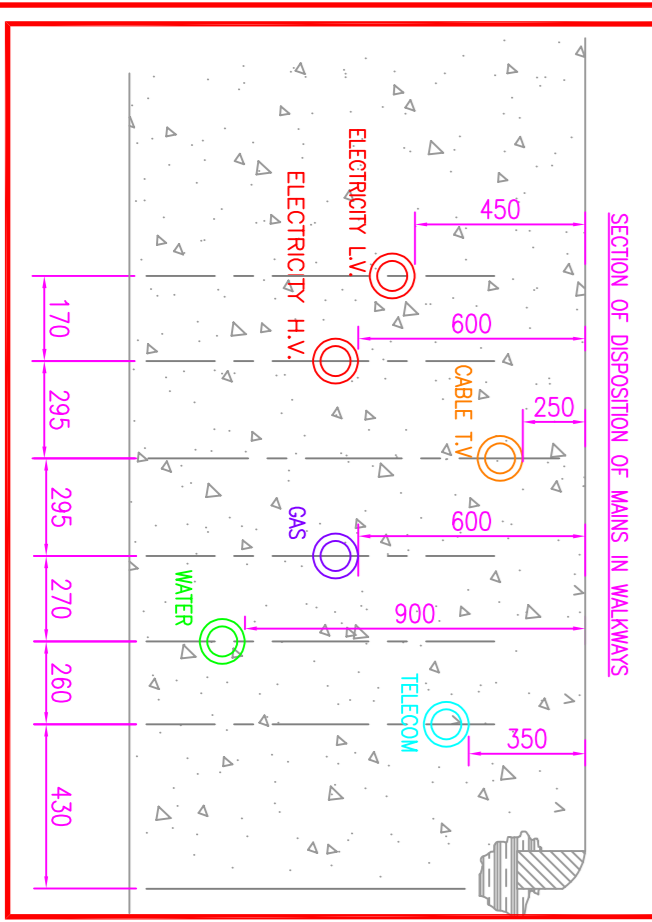 SECTION OF DISPOSITION OF MAINS IN WALKWAYS
450
600
250
600
900
350
ELECTRICITY L.V.
ELECTRICITY H.V.
CABLE T.V
GAS
WATER
TELECOM
170
295
295
270
260
430